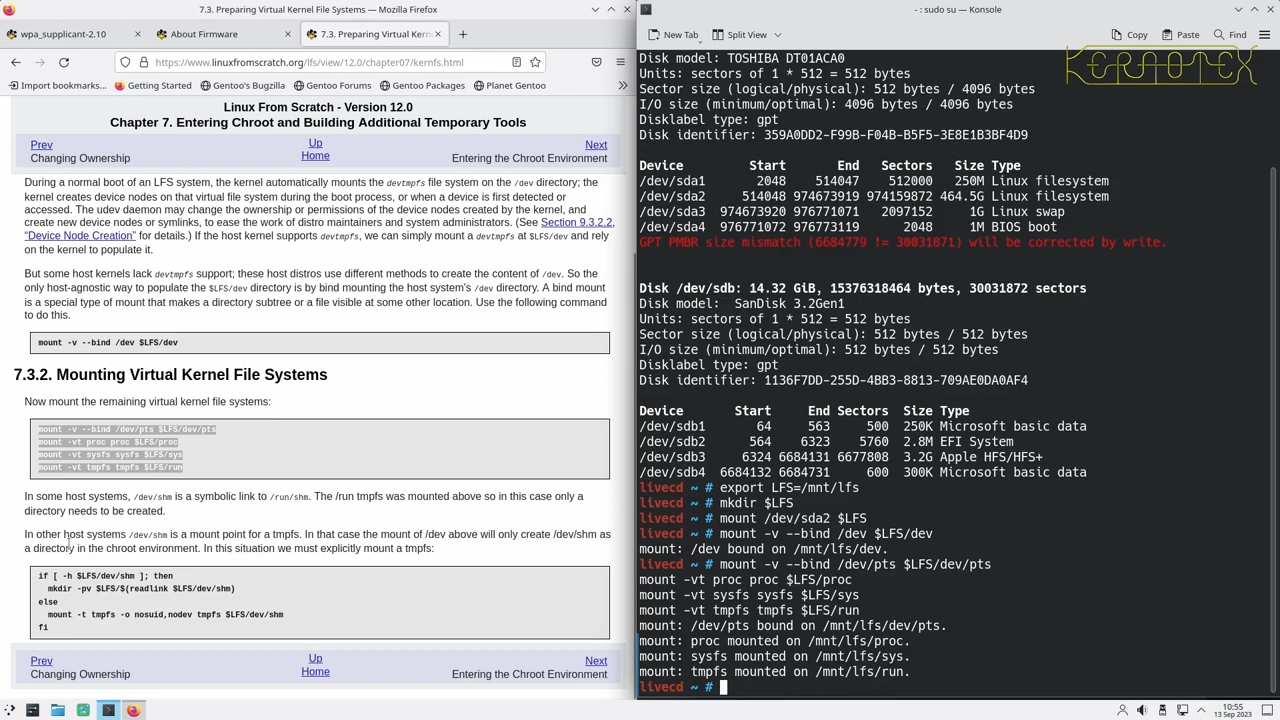 7.3. Preparing Virtual Kernel File Systems — Mozilla Firefox
wpa_supplicant-2.10
About Firmware
7.3. Preparing Virtual Kern
https://www.linuxfromscratch.org/lfs/view/12.0/chapter07/kernfs.html
Import bookmarks...
Getting Started
Gentoo's Bugzilla
Gentoo Forums
Gentoo Packages
Planet Gentoo
Linux From Scratch - Version 12.0
Chapter 7. Entering Chroot and Building Additional Temporary Tools
Prev
Up
Next
Changing Ownership
Home
Entering the Chroot Environment
During a normal boot of an LFS system, the kernel automatically mounts the devtmpfs file system on the /dev directory; the
kernel creates device nodes on that virtual file system during the boot process, or when a device is first detected or
accessed. The udev daemon may change the ownership or permissions of the device nodes created by the kernel, and
create new device nodes or symlinks, to ease the work of distro maintainers and system administrators. (See Section 9.3.2.2,
“Device Node Creation” for details.) If the host kernel supports devtmpfs, we can simply mount a devtmpfs at $LFS/dev and rely
on the kernel to populate it.
But some host kernels lack devtmpfs support; these host distros use different methods to create the content of /dev. So the
only host-agnostic way to populate the $LFS/dev directory is by bind mounting the host system's /dev directory. A bind mount
is a special type of mount that makes a directory subtree or a file visible at some other location. Use the following command
to do this.
mount -v --bind /dev $LFS/dev
7.3.2. Mounting Virtual Kernel File Systems
Now mount the remaining virtual kernel file systems:
mount -v --bind /dev/pts $LFS/dev/pts
mount -vt proc proc $LFS/proc
mount -vt sysfs sysfs $LFS/sys
mount -vt tmpfs tmpfs $LFS/run
In some host systems, /dev/shm is a symbolic link to /run/shm. The /run tmpfs was mounted above so in this case only a
directory needs to be created.
In other host systems /dev/shm is a mount point for a tmpfs. In that case the mount of /dev above will only create /dev/shm as
a directory in the chroot environment. In this situation we must explicitly mount a tmpfs:
if [ -h $LFS/dev/shm ]; then
mkdir -pv $LFS/$(readlink $LFS/dev/shm)
else
mount -t tmpfs -o nosuid,nodev tmpfs $LFS/dev/shm
fi
Prev
Up
Next
Changing Ownership
Home
Entering the Chroot Environment
- : sudo su — Konsole
New Tab
Split View
Copy
Paste
Find
KERNOTEX
Disk model: TOSHIBA DT01ACA0
Units: sectors of 1 * 512 = 512 bytes
Sector size (logical/physical): 512 bytes / 4096 bytes
I/O size (minimum/optimal): 4096 bytes / 4096 bytes
Disklabel type: gpt
Disk identifier: 359A0DD2-F99B-F04B-B5F5-3E8E1B3BF4D9
Device Start End Sectors Size Type
/dev/sda1 2048 514047 512000 250M Linux filesystem
/dev/sda2 514048 974673919 974159872 464.5G Linux filesystem
/dev/sda3 974673920 976771071 2097152 1G Linux swap
/dev/sda4 976771072 976773119 2048 1M BIOS boot
GPT PMBR size mismatch (6684779 != 30031871) will be corrected by write.
Disk /dev/sdb: 14.32 GiB, 15376318464 bytes, 30031872 sectors
Disk model: SanDisk 3.2Gen1
Units: sectors of 1 * 512 = 512 bytes
Sector size (logical/physical): 512 bytes / 512 bytes
I/O size (minimum/optimal): 512 bytes / 512 bytes
Disklabel type: gpt
Disk identifier: 1136F7DD-255D-4BB3-8813-709AE0DA0AF4
Device Start End Sectors Size Type
/dev/sdb1 64 563 500 250K Microsoft basic data
/dev/sdb2 564 6323 5760 2.8M EFI System
/dev/sdb3 6324 6684131 6677808 3.2G Apple HFS/HFS+
/dev/sdb4 6684132 6684731 600 300K Microsoft basic data
livecd ~ # export LFS=/mnt/lfs
livecd ~ # mkdir $LFS
livecd ~ # mount /dev/sda2 $LFS
livecd ~ # mount -v --bind /dev $LFS/dev
mount: /dev bound on /mnt/lfs/dev.
livecd ~ # mount -v --bind /dev/pts $LFS/dev/pts
mount -vt proc proc $LFS/proc
mount -vt sysfs sysfs $LFS/sys
mount -vt tmpfs tmpfs $LFS/run
mount: /dev/pts bound on /mnt/lfs/dev/pts.
mount: proc mounted on /mnt/lfs/proc.
mount: sysfs mounted on /mnt/lfs/sys.
mount: tmpfs mounted on /mnt/lfs/run.
livecd ~ #
10:55
13 Sep 2023